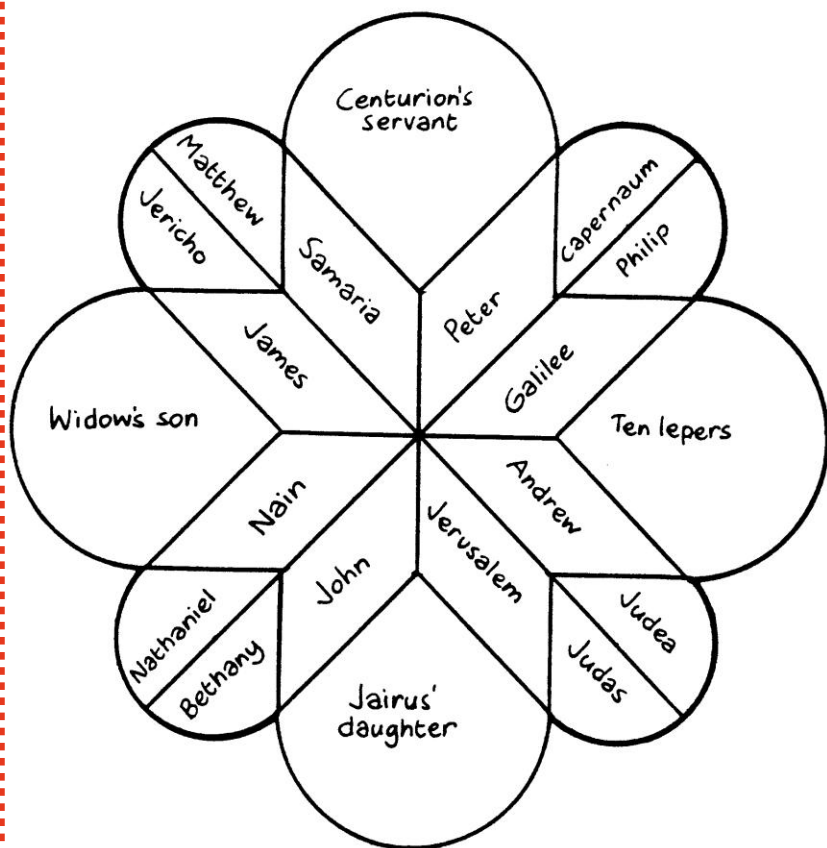 Centurion's
servant
Matthew
Capernaum
Jericho
Philip
Samaria
Peter
James
Galilee
Widow's son
Ten lepers
Nain
Andrew
Jerusalem
John
Nathaniel
Judea
Bethany
Judas
Jairus'
daughter